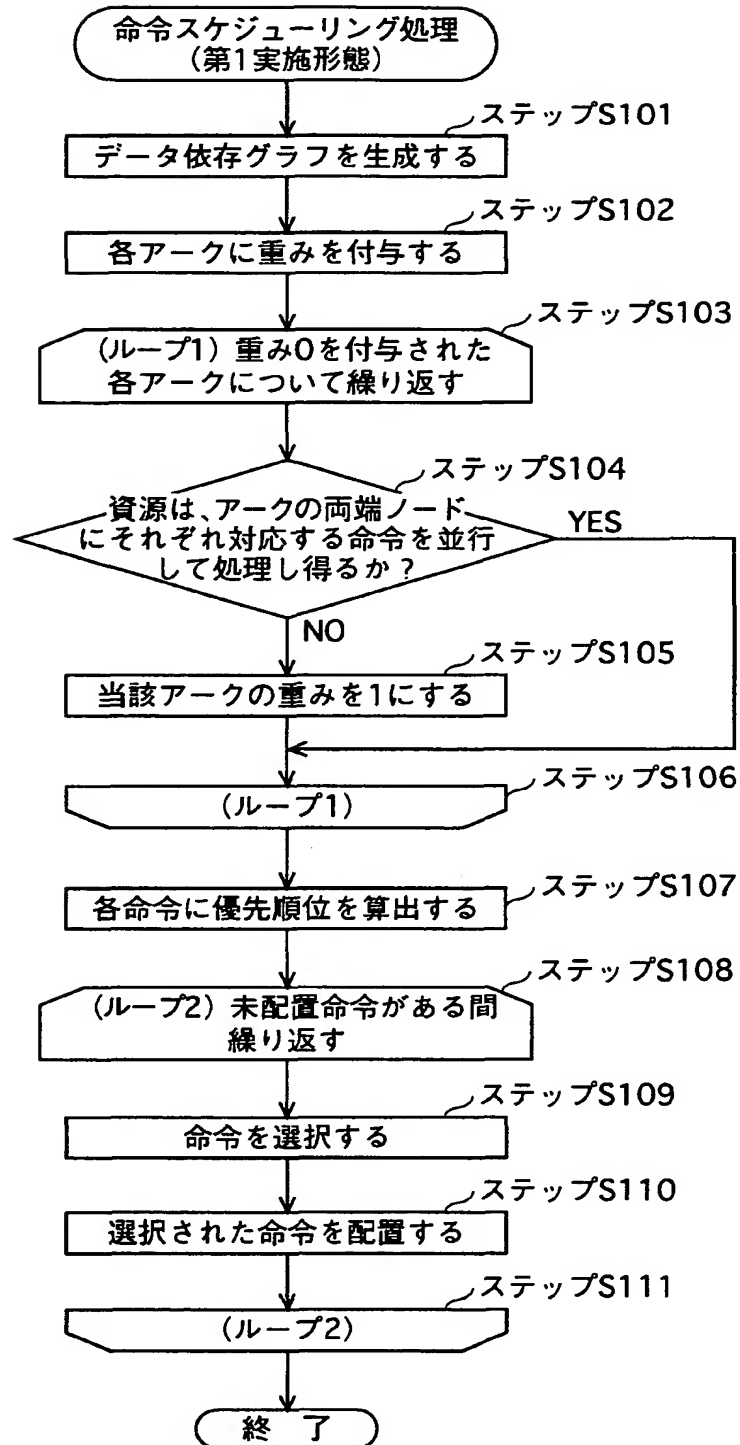 命令スケジューリング処理
(第1実施形態)
ステップS101
データ依存グラフを生成する
ステップS102
各アークに重みを付与する
ステップS103
(ループ1) 重み0を付与された
各アークについて繰り返す
ステップS104
資源は、アークの両端ノード
にそれぞれ対応する命令を並行
して処理し得るか?
YES
NO
ステップS105
当該アークの重みを1にする
ステップS106
(ループ1)
ステップS107
各命令に優先順位を算出する
ステップS108
(ループ2) 未配置命令がある間
繰り返す
ステップS109
命令を選択する
ステップS110
選択された命令を配置する
ステップS111
(ループ2)
終 了